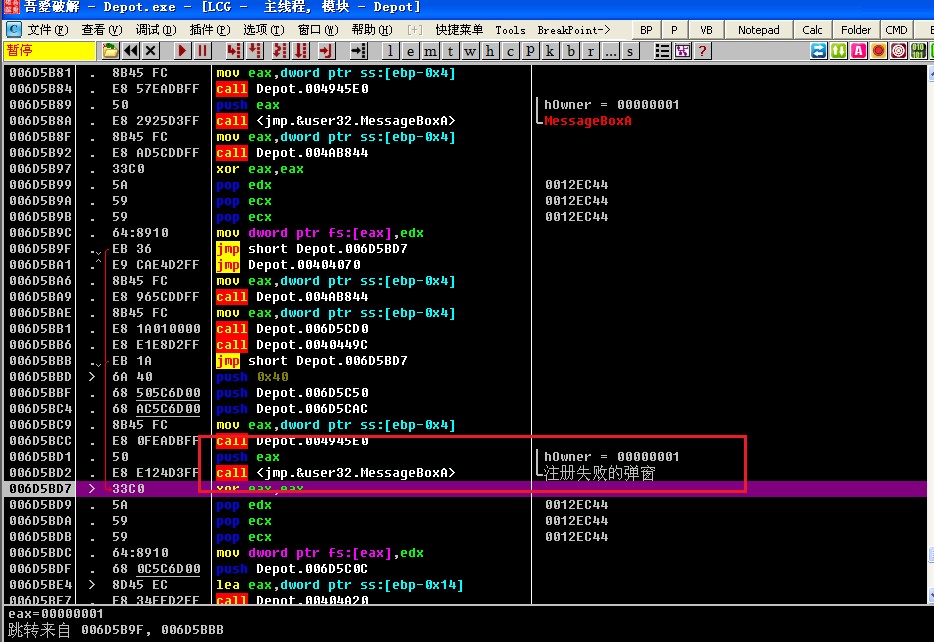 吾爱破解 - Depot.exe - [LCG - 主线程, 模块 - Depot]
C 文件(F) 查看(V) 调试(D) 插件(P) 选项(T) 窗口(W) 帮助(H) [+] 快捷菜单 Tools BreakPoint-> BP P VB Notepad Calc Folder CMD
暂停 l e m t w h c p k b r ... s ?
006D5B81 . 8B45 FC mov eax,dword ptr ss:[ebp-0x4]
006D5B84 . E8 57EADBFF call Depot.004945E0
006D5B89 . 50 push eax hOwner = 00000001
006D5B8A . E8 2925D3FF call <jmp.&user32.MessageBoxA> MessageBoxA
006D5B8F . 8B45 FC mov eax,dword ptr ss:[ebp-0x4]
006D5B92 . E8 AD5CDDFF call Depot.004AB844
006D5B97 . 33C0 xor eax,eax
006D5B99 . 5A pop edx 0012EC44
006D5B9A . 59 pop ecx 0012EC44
006D5B9B . 59 pop ecx 0012EC44
006D5B9C . 64:8910 mov dword ptr fs:[eax],edx
006D5B9F . EB 36 jmp short Depot.006D5BD7
006D5BA1 . E9 CAE4D2FF jmp Depot.00404070
006D5BA6 . 8B45 FC mov eax,dword ptr ss:[ebp-0x4]
006D5BA9 . E8 965CDDFF call Depot.004AB844
006D5BAE . 8B45 FC mov eax,dword ptr ss:[ebp-0x4]
006D5BB1 . E8 1A010000 call Depot.006D5CD0
006D5BB6 . E8 E1E8D2FF call Depot.0040449C
006D5BBB . EB 1A jmp short Depot.006D5BD7
006D5BBD > 6A 40 push 0x40
006D5BBF . 68 505C6D00 push Depot.006D5C50
006D5BC4 . 68 AC5C6D00 push Depot.006D5CAC
006D5BC9 . 8B45 FC mov eax,dword ptr ss:[ebp-0x4]
006D5BCC . E8 0FEADBFF call Depot.004945E0
006D5BD1 . 50 push eax hOwner = 00000001
006D5BD2 . E8 E124D3FF call <jmp.&user32.MessageBoxA> 注册失败的弹窗
006D5BD7 > 33C0 xor eax,eax
006D5BD9 . 5A pop edx 0012EC44
006D5BDA . 59 pop ecx 0012EC44
006D5BDB . 59 pop ecx 0012EC44
006D5BDC . 64:8910 mov dword ptr fs:[eax],edx
006D5BDF . 68 0C5C6D00 push Depot.006D5C0C
006D5BE4 > 8D45 EC lea eax,dword ptr ss:[ebp-0x14]
006D5BE7 . E8 34EED2FF call Depot.00404A20
eax=00000001
跳转来自 006D5B9F, 006D5BBB